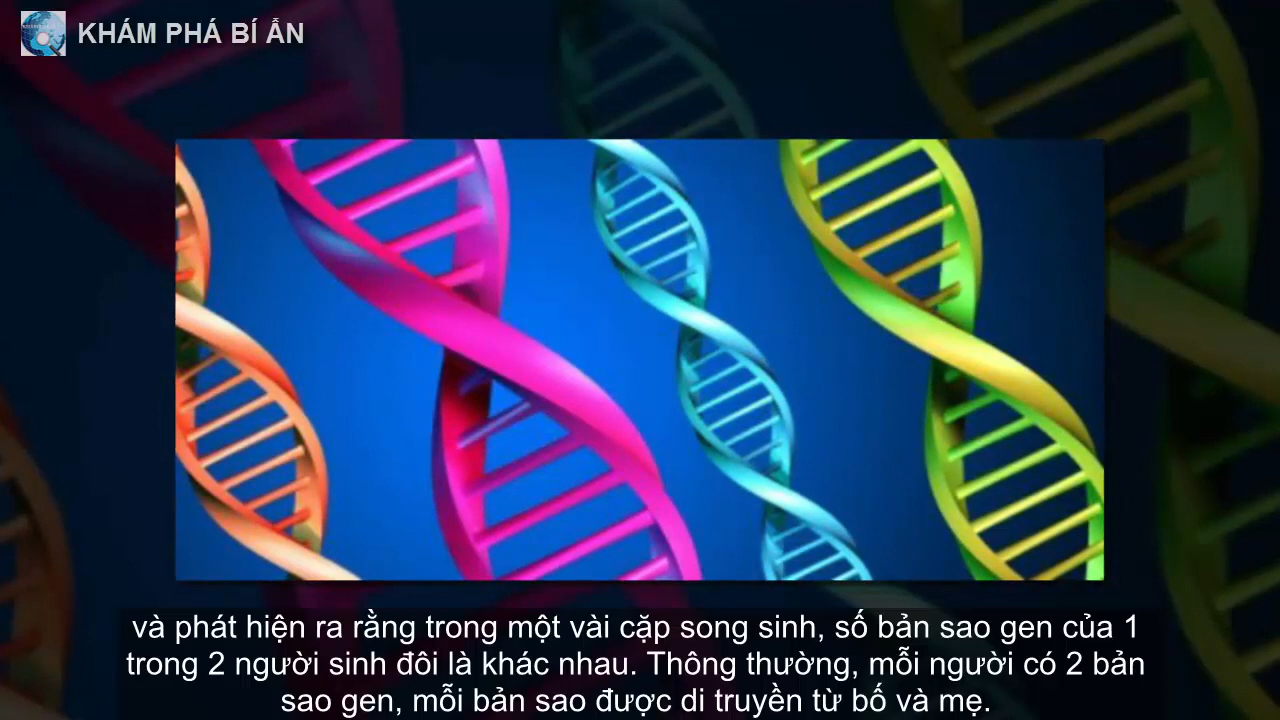 KHÁM PHÁ BÍ ẨN
và phát hiện ra rằng trong một vài cặp song sinh, số bản sao gen của 1
trong 2 người sinh đôi là khác nhau. Thông thường, mỗi người có 2 bản
sao gen, mỗi bản sao được di truyền từ bố và mẹ.